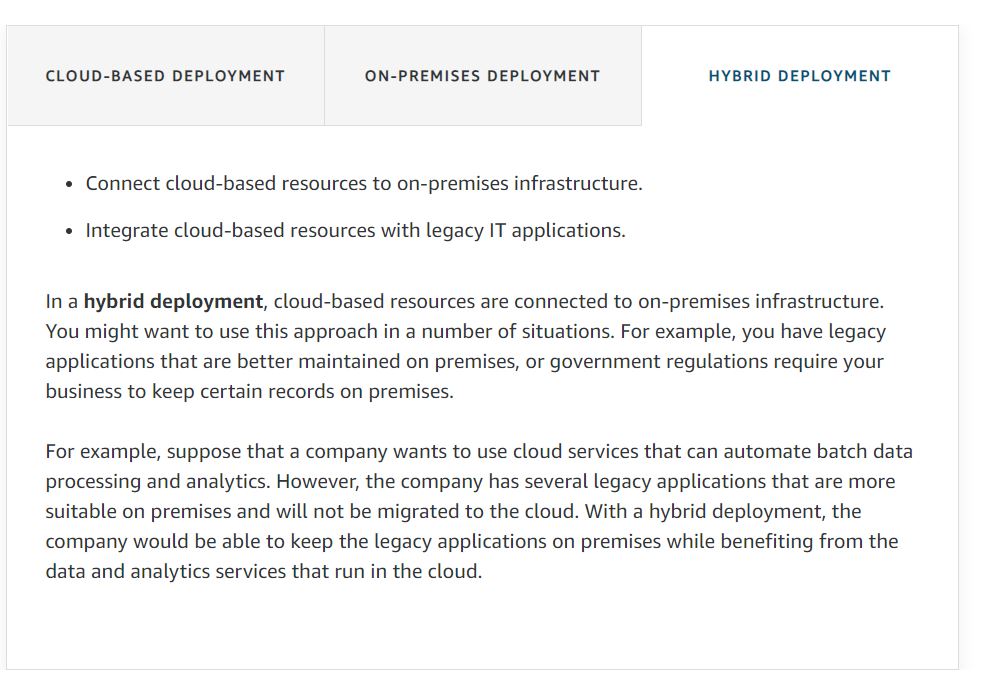 CLOUD-BASED DEPLOYMENT
ON-PREMISES DEPLOYMENT
HYBRID DEPLOYMENT
• Connect cloud-based resources to on-premises infrastructure.
• Integrate cloud-based resources with legacy IT applications.
In a hybrid deployment, cloud-based resources are connected to on-premises infrastructure.
You might want to use this approach in a number of situations. For example, you have legacy
applications that are better maintained on premises, or government regulations require your
business to keep certain records on premises.
For example, suppose that a company wants to use cloud services that can automate batch data
processing and analytics. However, the company has several legacy applications that are more
suitable on premises and will not be migrated to the cloud. With a hybrid deployment, the
company would be able to keep the legacy applications on premises while benefiting from the
data and analytics services that run in the cloud.